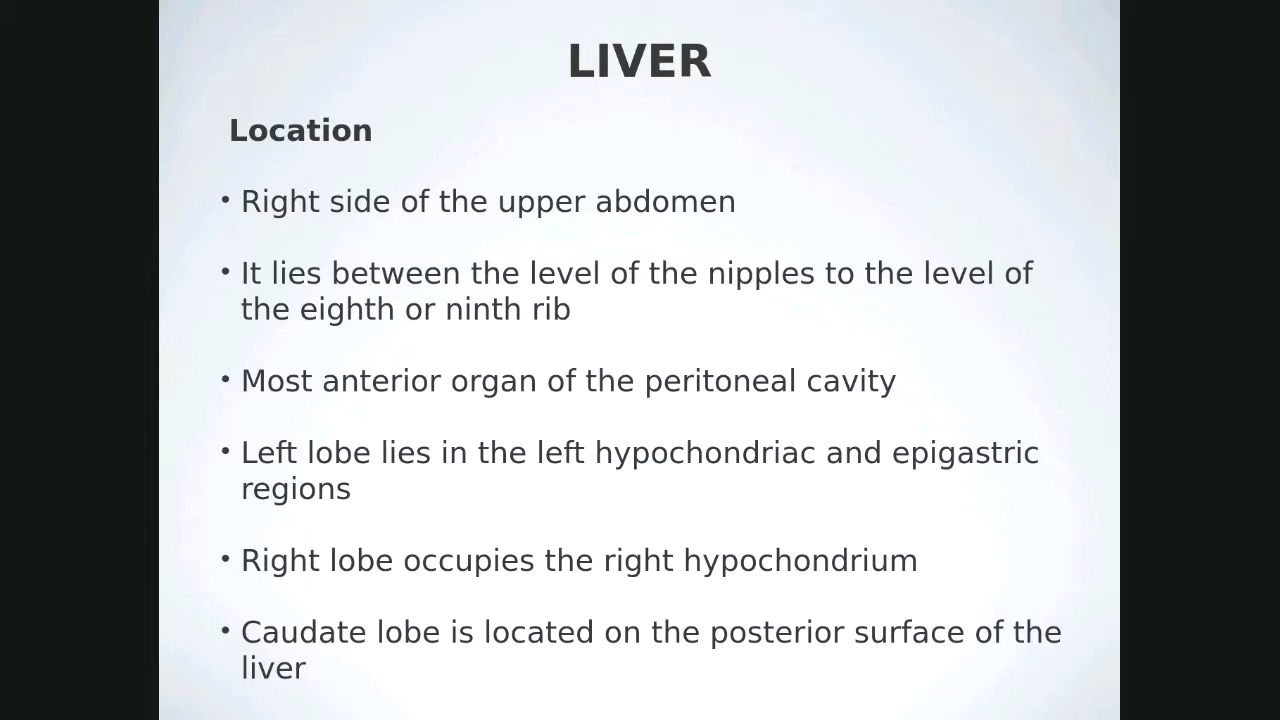 LIVER
Location
• Right side of the upper abdomen
• It lies between the level of the nipples to the level of
the eighth or ninth rib
• Most anterior organ of the peritoneal cavity
• Left lobe lies in the left hypochondriac and epigastric
regions
• Right lobe occupies the right hypochondrium
• Caudate lobe is located on the posterior surface of the
liver